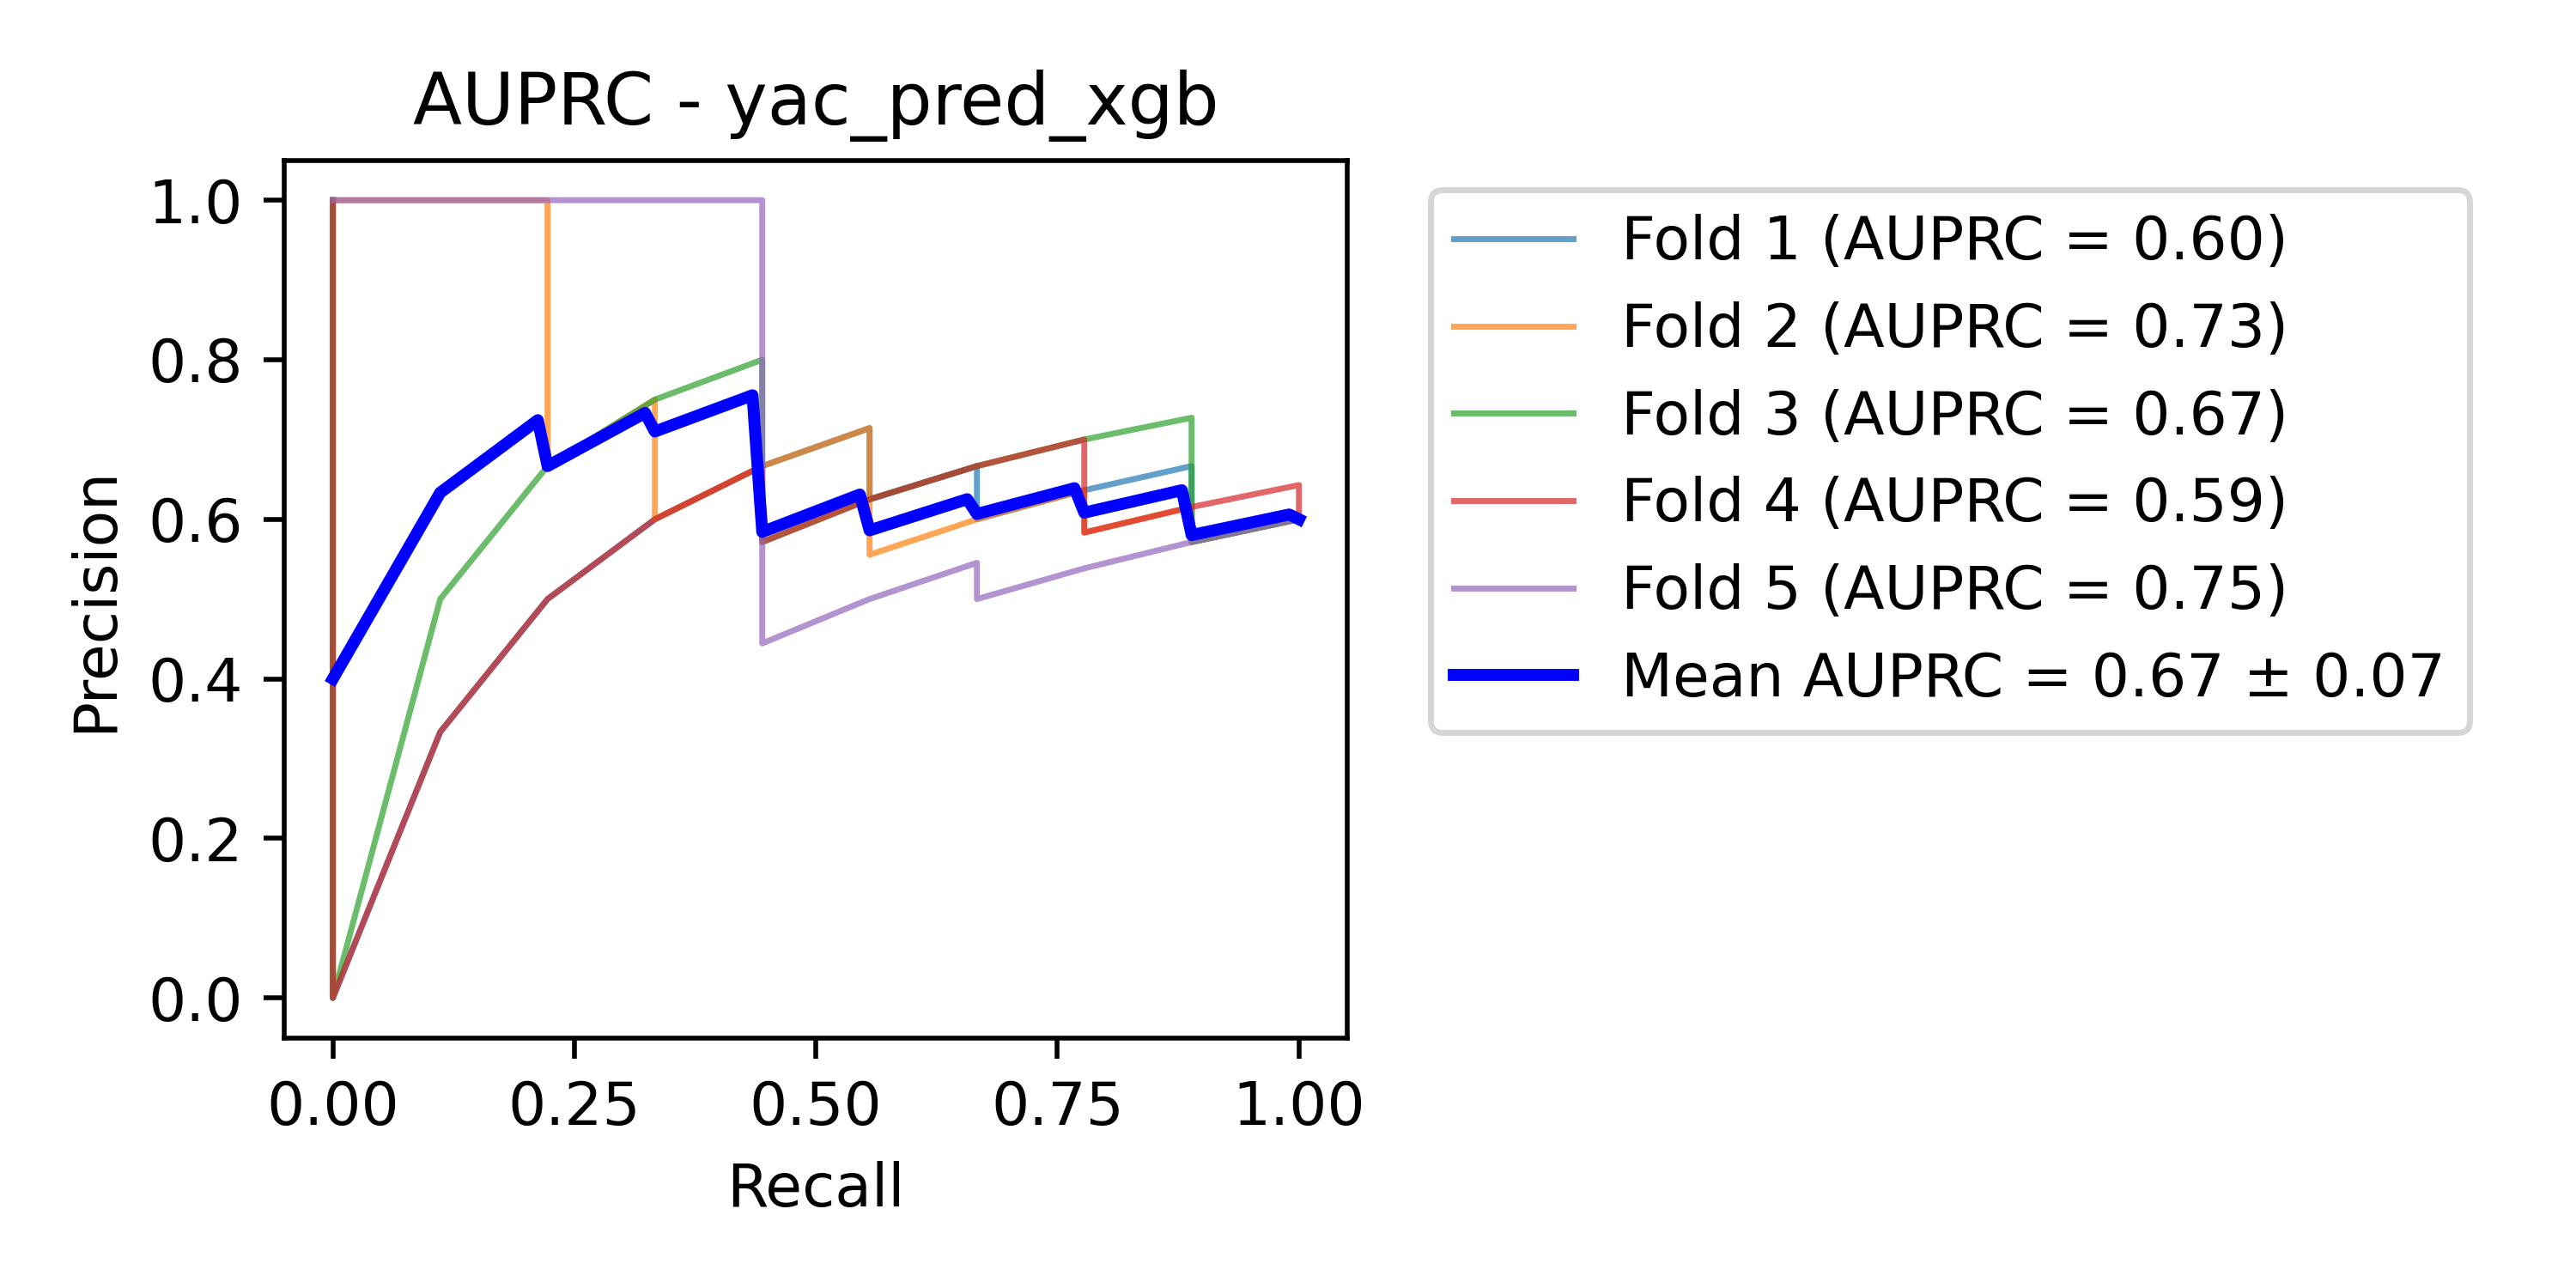 AUPRC - yac_pred_xgb
1.0
0.8
0.6
0.4
0.2
0.0
Precision
0.00 0.25 0.50 0.75 1.00
Recall
Fold 1 (AUPRC = 0.60)
Fold 2 (AUPRC = 0.73)
Fold 3 (AUPRC = 0.67)
Fold 4 (AUPRC = 0.59)
Fold 5 (AUPRC = 0.75)
Mean AUPRC = 0.67 ± 0.07